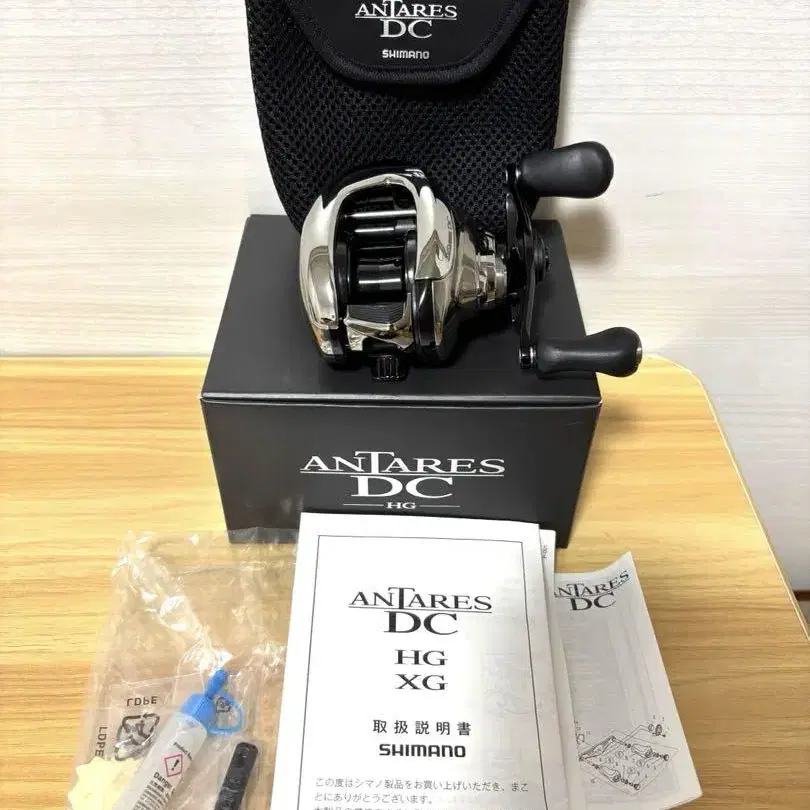 ANTARES
DC
SHIMANO
ANTARES
DC
HG
ANTARES
DC
HG
XG
取扱説明書
SHIMANO
この度はシマノ製品をお買い上げいただき、まこ
とにありがとうございます。
ANTARES
DC
LDPE
LDPE
Danger